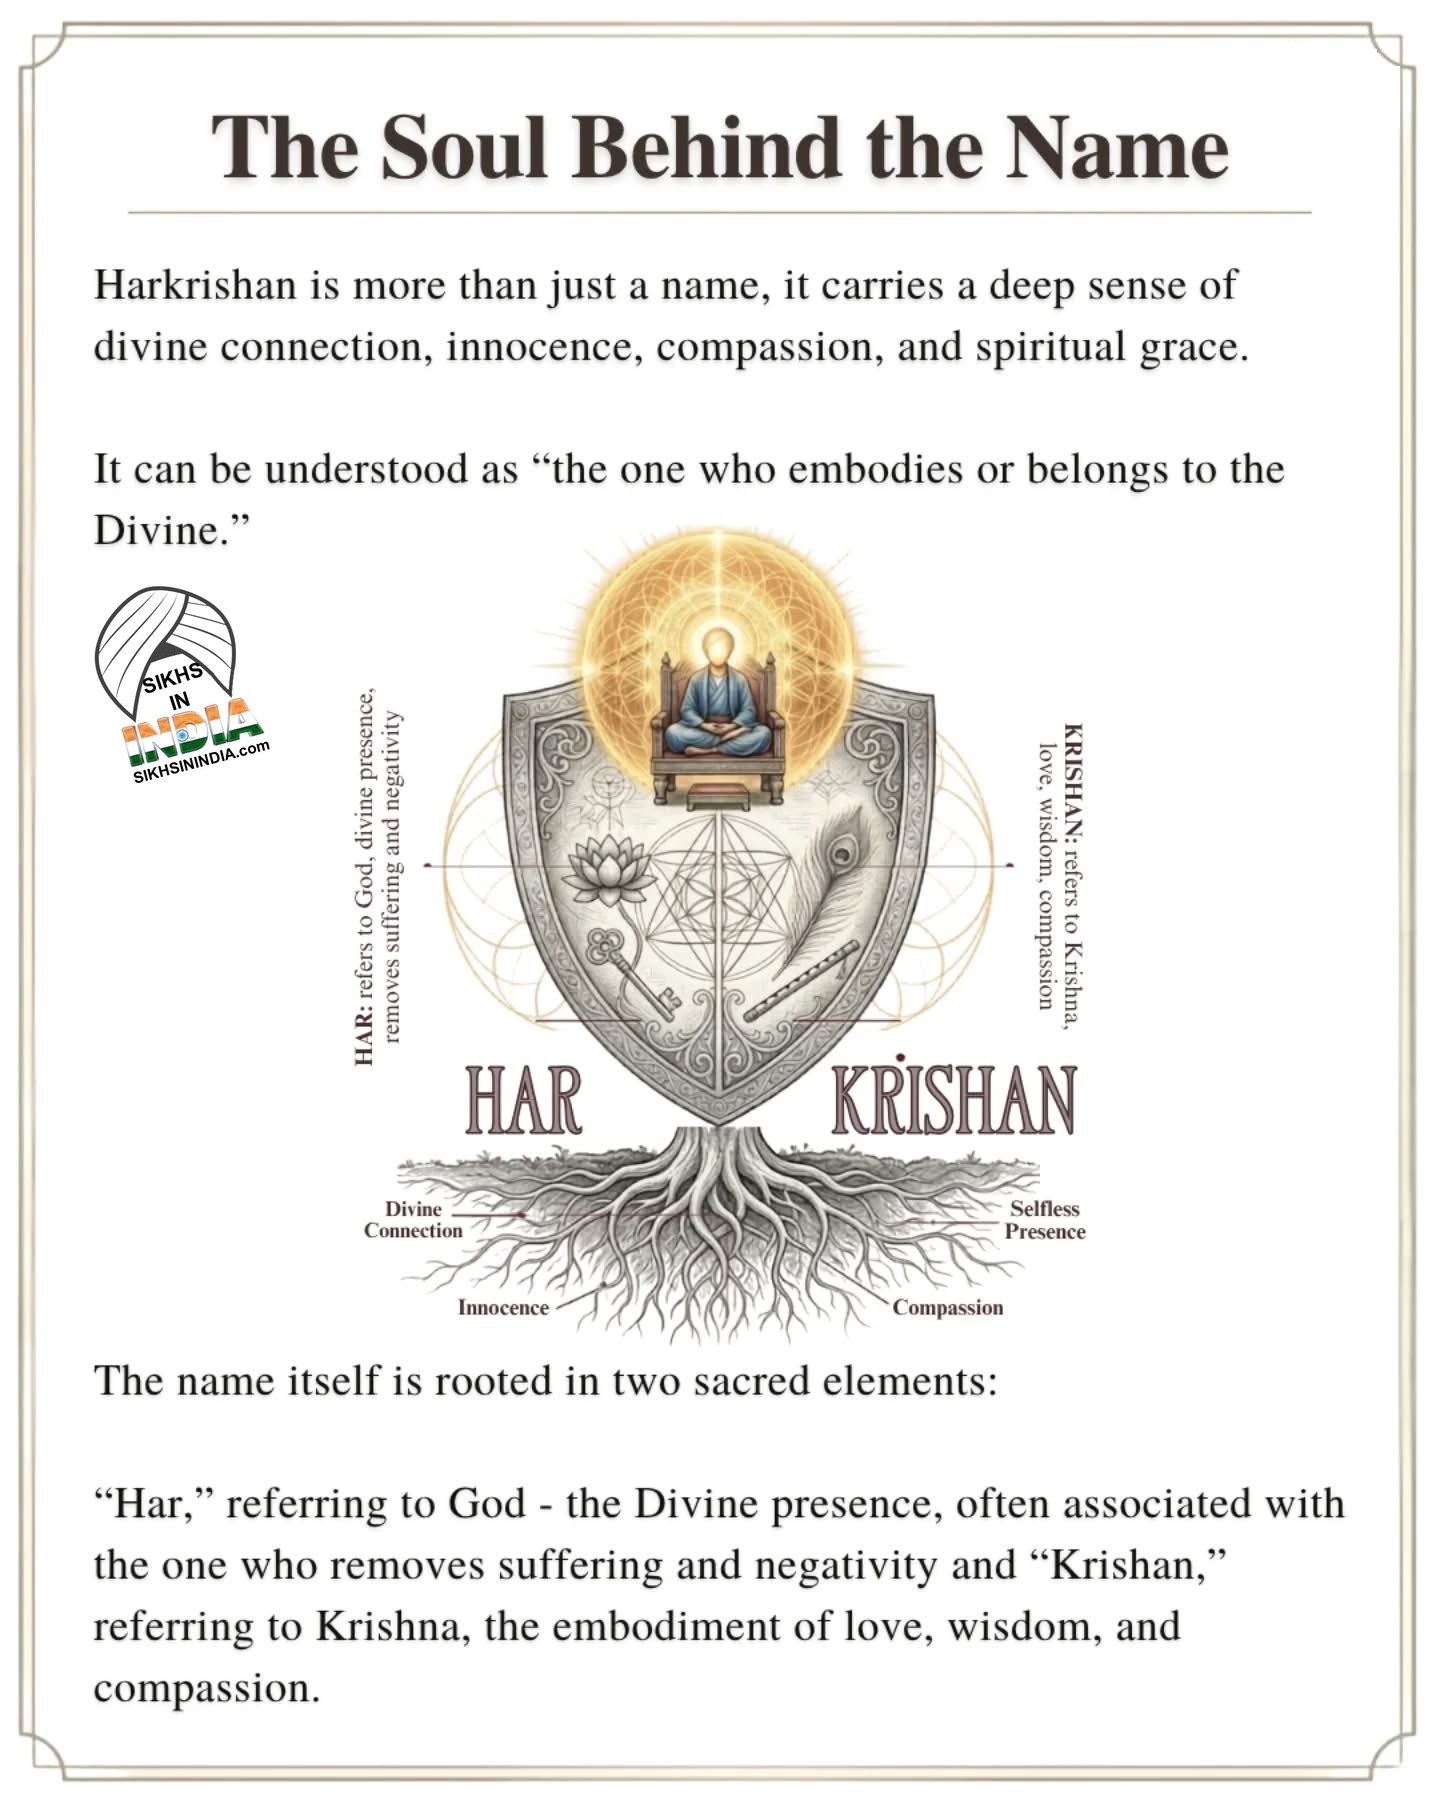 The Soul Behind the Name
Harkrishan is more than just a name, it carries a deep sense of
divine connection, innocence, compassion, and spiritual grace.
It can be understood as “the one who embodies or belongs to the
Divine.”
SIKHS
IN
INDIA
SIKHSININDIA.com
HAR: refers to God, divine presence,
removes suffering and negativity
KRISHAN: refers to Krishna,
love, wisdom, compassion
HAR
KRISHAN
Divine
Connection
Selfless
Presence
Innocence
Compassion
The name itself is rooted in two sacred elements:
“Har,” referring to God - the Divine presence, often associated with
the one who removes suffering and negativity and “Krishan,”
referring to Krishna, the embodiment of love, wisdom, and
compassion.